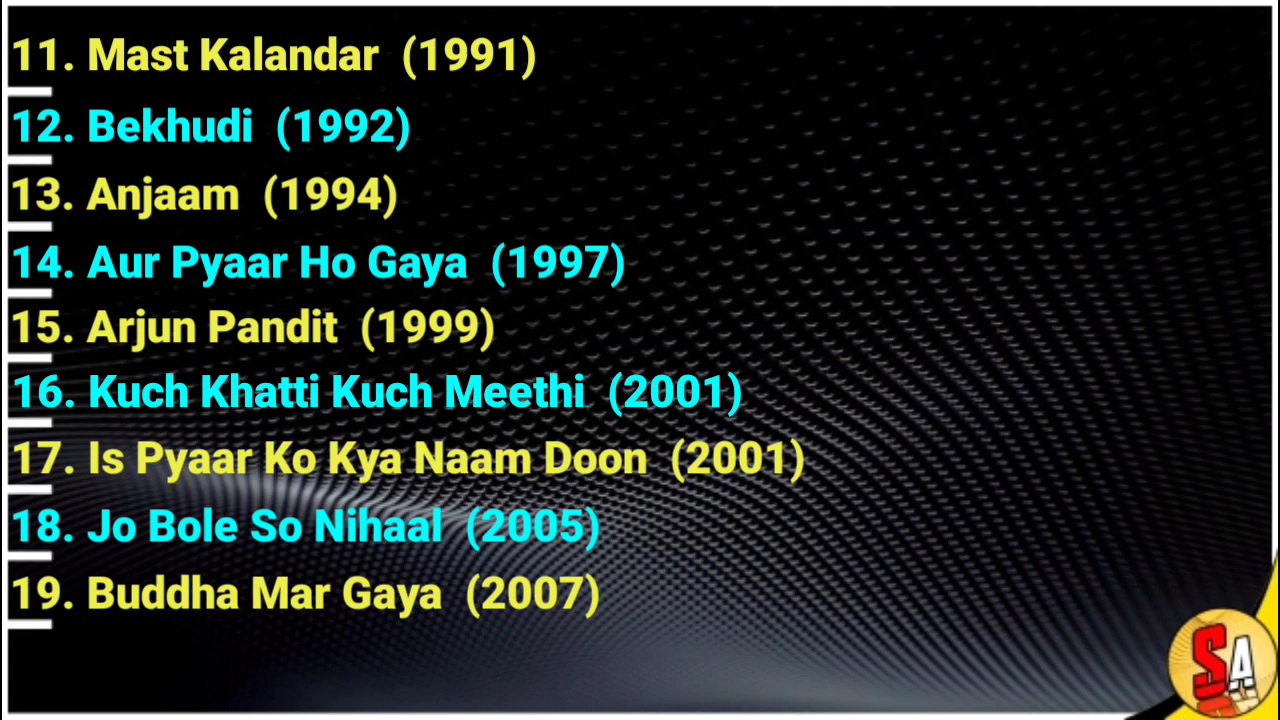 11. Mast Kalandar (1991)
12. Bekhudi (1992)
13. Anjaam (1994)
14. Aur Pyaar Ho Gaya (1997)
15. Arjun Pandit (1999)
16. Kuch Khatti Kuch Meethi (2001)
17. Is Pyaar Ko Kya Naam Doon (2001)
18. Jo Bole So Nihaal (2005)
19. Buddha Mar Gaya (2007)
SA